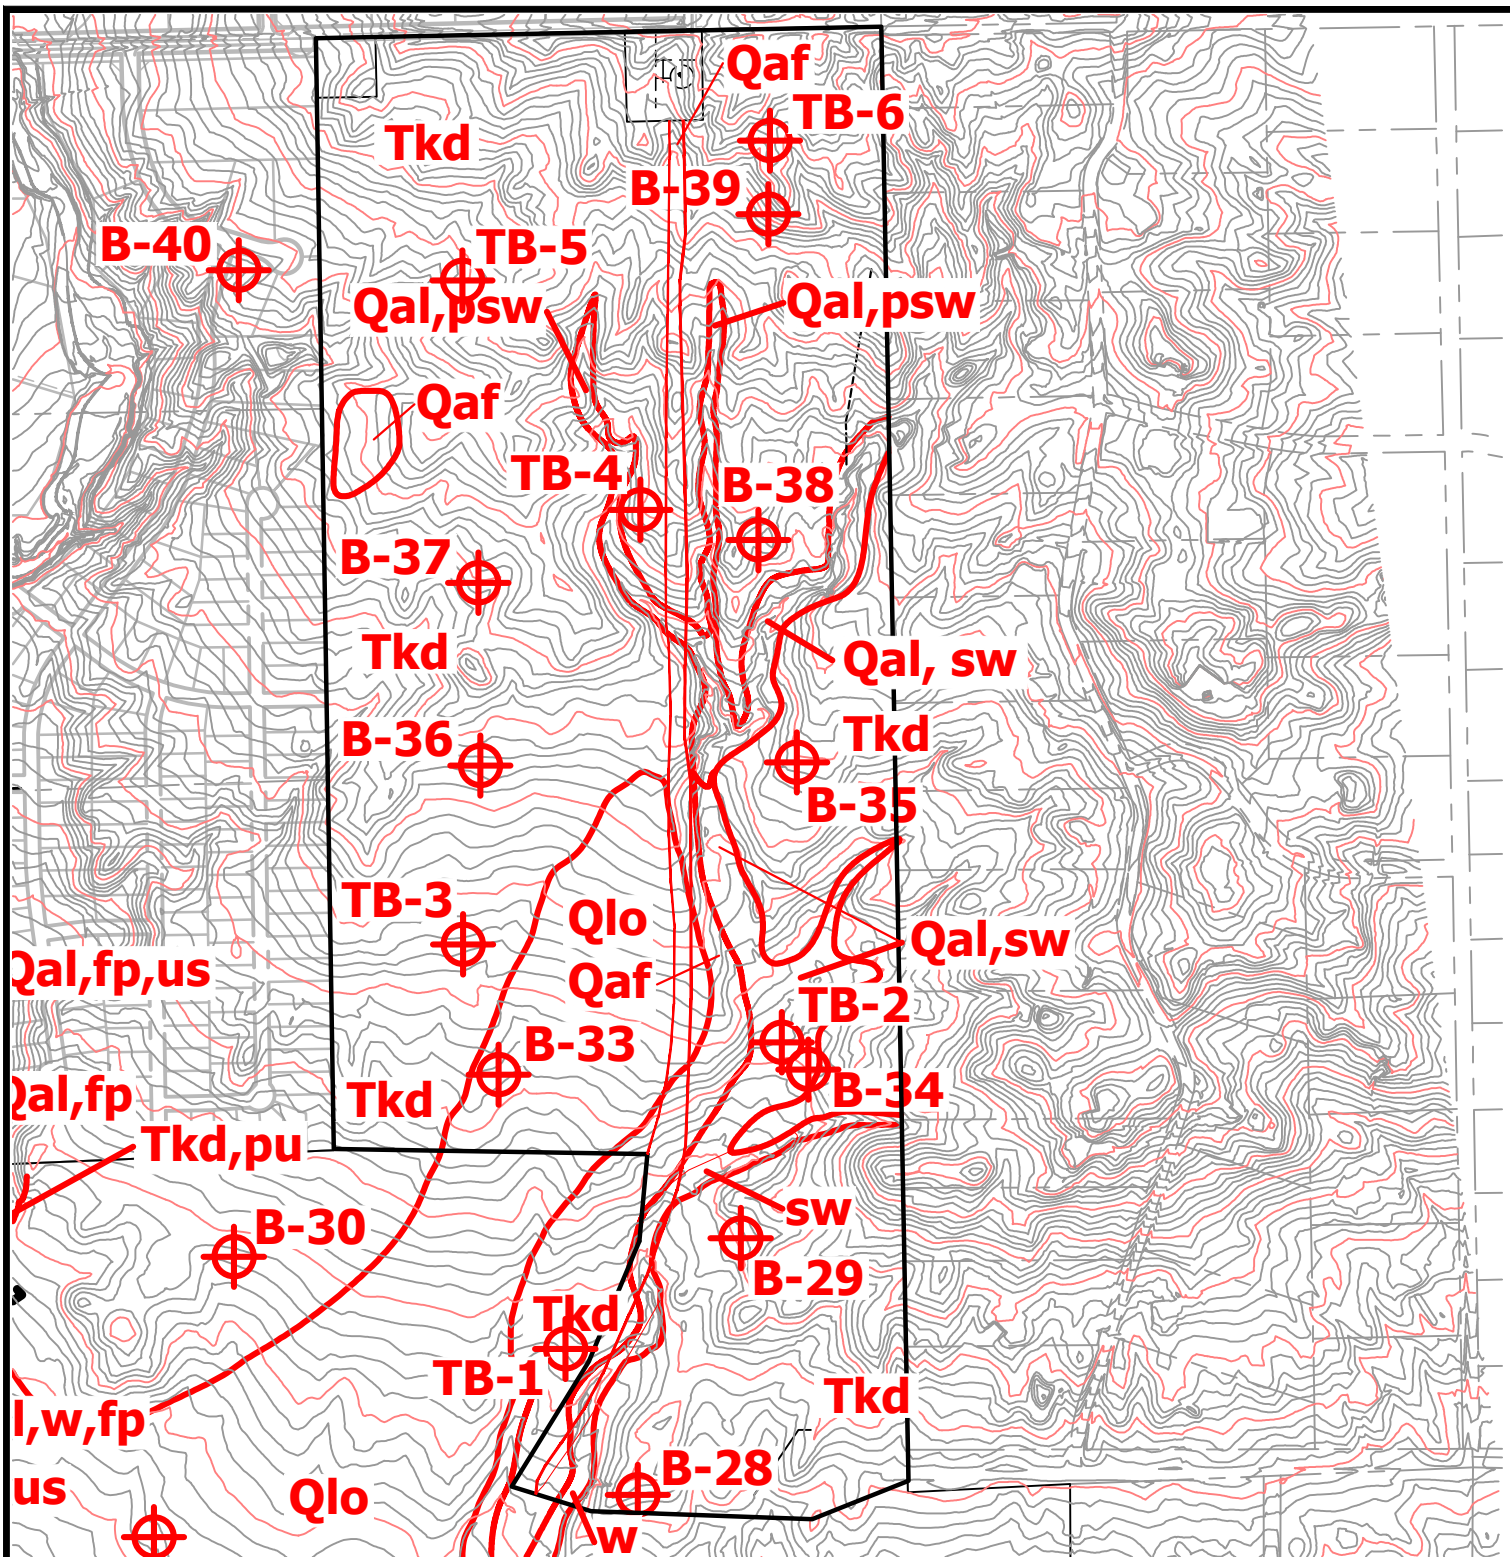 Qaf
TB-6
Tkd
B-39
B-40
TB-5
Qal,psw
Qal,psw
Qaf
TB-4
B-38
B-37
Tkd
Qal, sw
B-36
Tkd
B-35
TB-3
Qlo
Qal,sw
Qal,fp,us
Qaf
TB-2
B-33
Qal,fp
Tkd
B-34
Tkd,pu
sw
B-30
B-29
Tkd
TB-1
Tkd
l,w,fp
B-28
us
Qlo
w